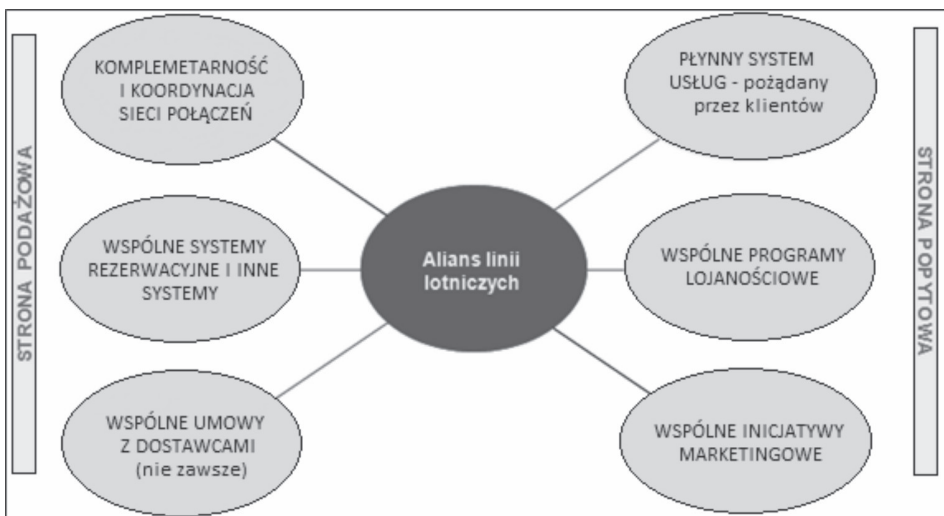 STRONA PODAŻOWA
KOMPLEMETARNOŚĆ
I KOORDYNACJA
SIECI POŁĄCZEŃ
WSPÓLNE SYSTEMY
REZERWACYJNE I INNE
SYSTEMY
WSPÓLNE UMOWY
Z DOSTAWCAMI
(nie zawsze)
Alians linii
lotniczych
PŁYNNY SYSTEM
USŁUG - pożądany
przez klientów
WSPÓLNE PROGRAMY
LOJANOŚCIOWE
WSPÓLNE INICJATYWY
MARKETINGOWE
STRONA POPYTOWA